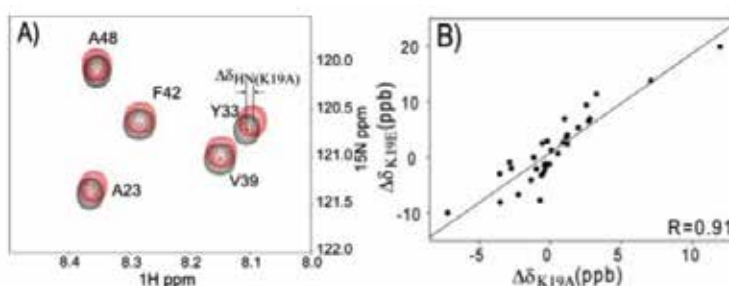 A)
A48
F42
ΔδHN(K19A)
Y33
V39
A23
120.0
120.5
121.0
121.5
122.0
15N ppm
8.4
8.3
8.2
8.1
8.0
1H ppm
B)
20
10
0
-10
ΔδK19E(ppb)
R=0.91
-5
0
5
10
ΔδK19A(ppb)